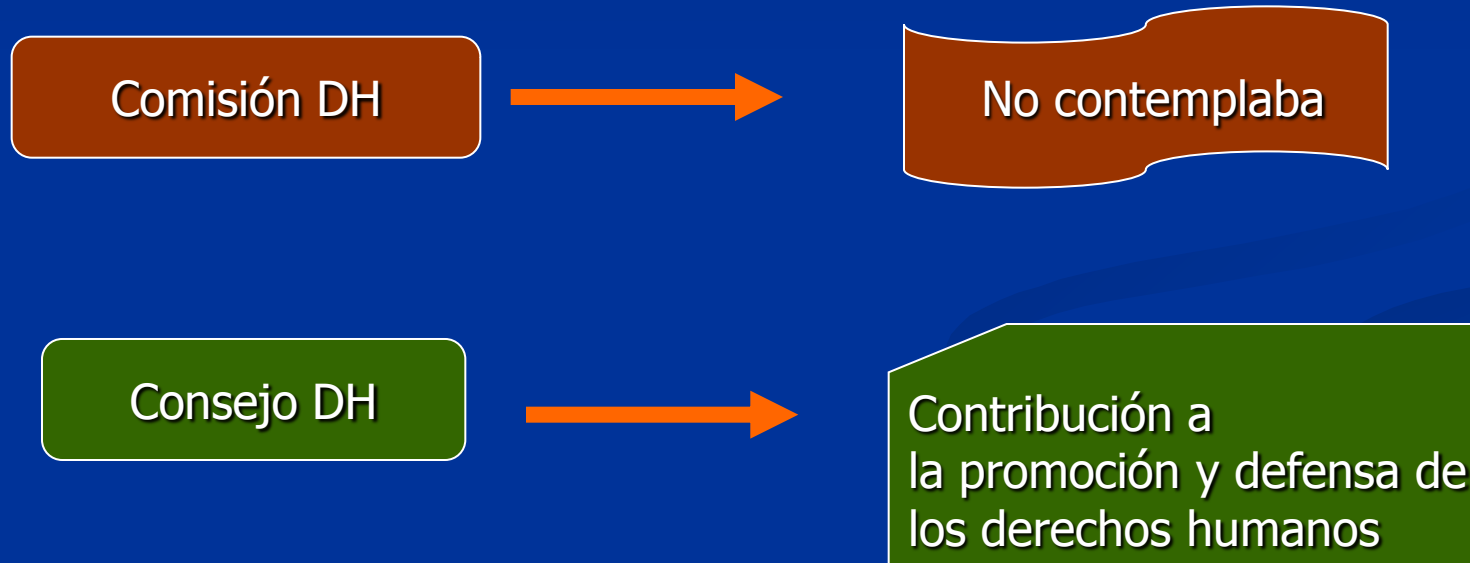 Comisión DH
No contemplaba
Consejo DH
Contribución a
la promoción y defensa de
los derechos humanos